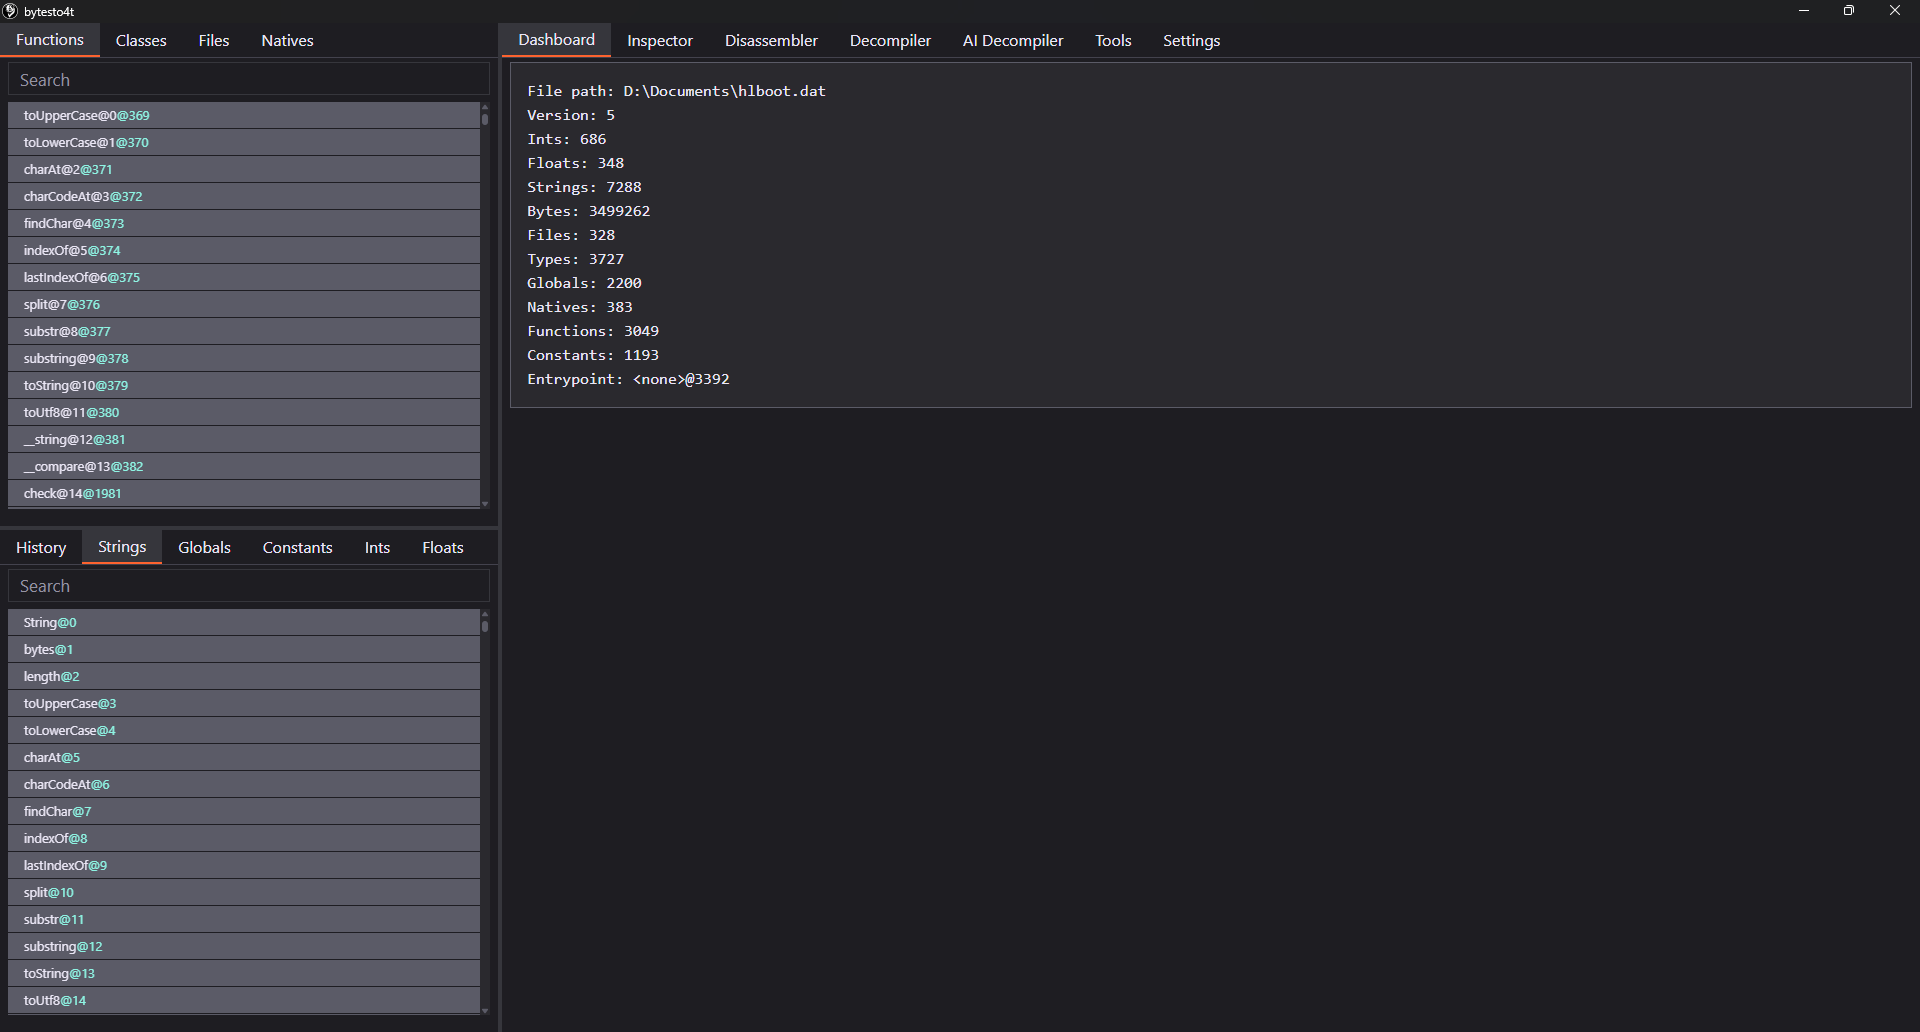 bytesto4t
Functions Classes Files Natives
Search
toUpperCase@0@369
toLowerCase@1@370
charAt@2@371
charCodeAt@3@372
findChar@4@373
indexOf@5@374
lastIndexOf@6@375
split@7@376
substr@8@377
substring@9@378
toString@10@379
toUtf8@11@380
__string@12@381
__compare@13@382
check@14@1981
History Strings Globals Constants Ints Floats
Search
String@0
bytes@1
length@2
toUpperCase@3
toLowerCase@4
charAt@5
charCodeAt@6
findChar@7
indexOf@8
lastIndexOf@9
split@10
substr@11
substring@12
toString@13
toUtf8@14
Dashboard Inspector Disassembler Decompiler AI Decompiler Tools Settings
File path: D:\Documents\hlboot.dat
Version: 5
Ints: 686
Floats: 348
Strings: 7288
Bytes: 3499262
Files: 328
Types: 3727
Globals: 2200
Natives: 383
Functions: 3049
Constants: 1193
Entrypoint: <none>@3392